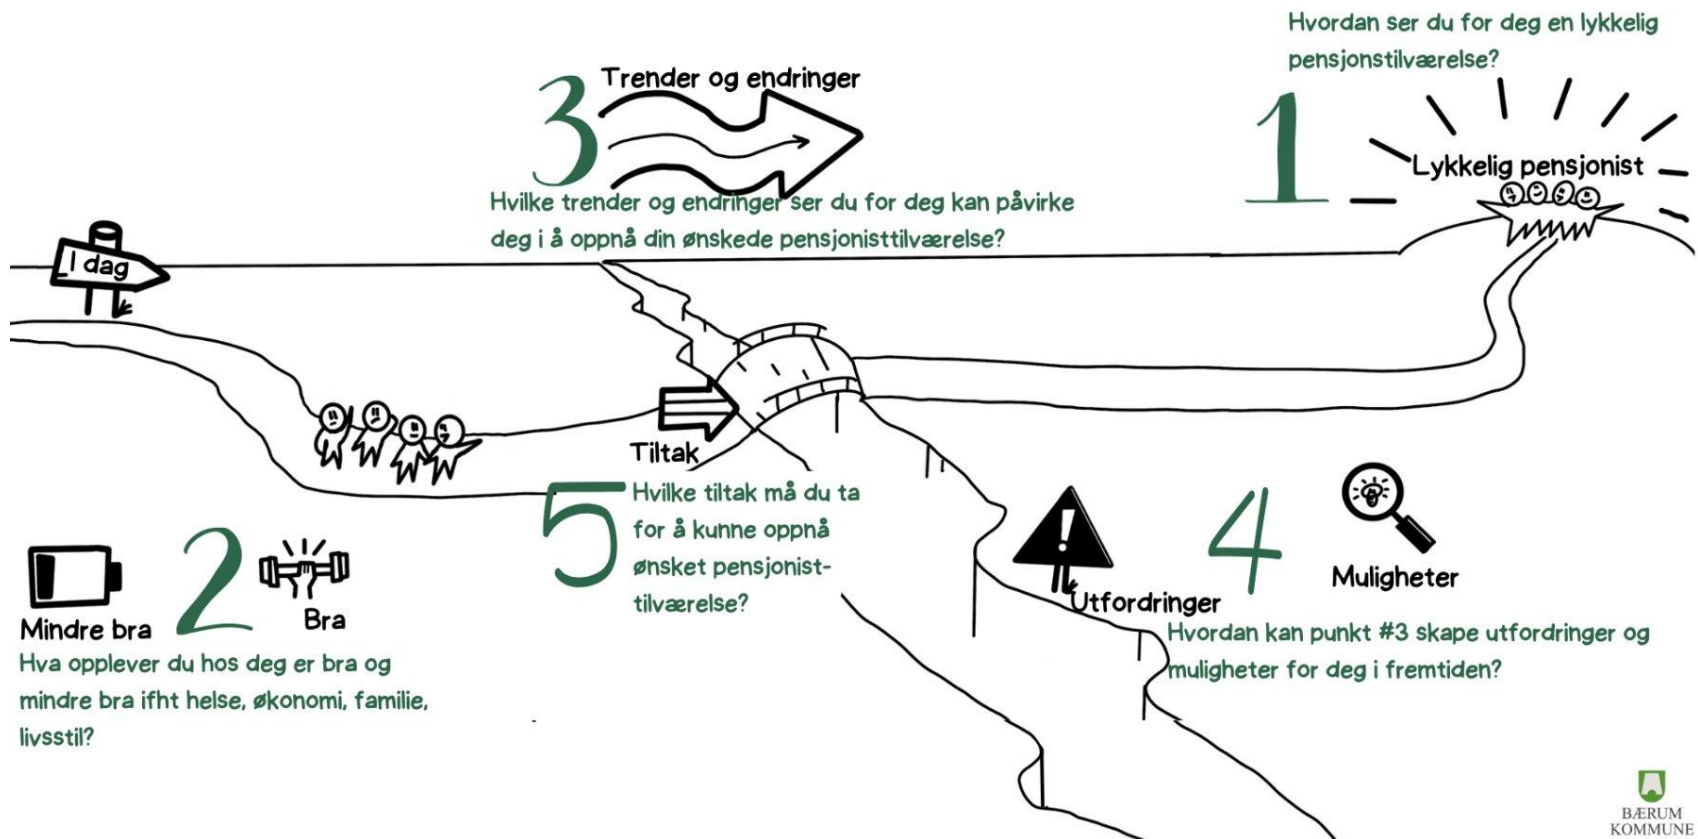 Hvordan ser du for deg en lykkelig
pensjonstilværelse?
1
Lykkelig pensjonist
I dag
Mindre bra
2
Bra
Hva opplever du hos deg er bra og
mindre bra ifht helse, økonomi, familie,
livsstil?
3
Trender og endringer
Hvilke trender og endringer ser du for deg kan påvirke
deg i å oppnå din ønskede pensjonisttilværelse?
4
Utfordringer
Muligheter
Hvordan kan punkt #3 skape utfordringer og
muligheter for deg i fremtiden?
Tiltak
5
Hvilke tiltak må du ta
for å kunne oppnå
ønsket pensjonist-
tilværelse?
BÆRUM
KOMMUNE